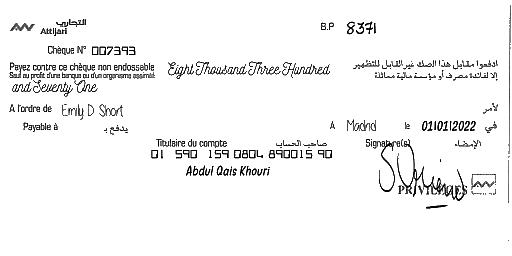 التجاري
Attijari
B.P 8371
Chèque N° 007393
Payez contre ce chèque non endossable
Eight Thousand Three Hundred
ادفعوا مقابل هذا الصك غير القابل للتظهير
Sauf au profit d'une banque ou d'un organisme assimilé
إلا لفائدة مصرف أو مؤسسة مالية مماثلة
and Seventy One
A l'ordre de Emily D Short
لأمر
Payable à يدفع بـ
A Madrid le 0101/2022 في
Titulaire du compte صاحب الحساب
Signature(s) الإمضاء
01 590 159 0804 890015 90
Abdul Qais Khouri
PRIVILEGES